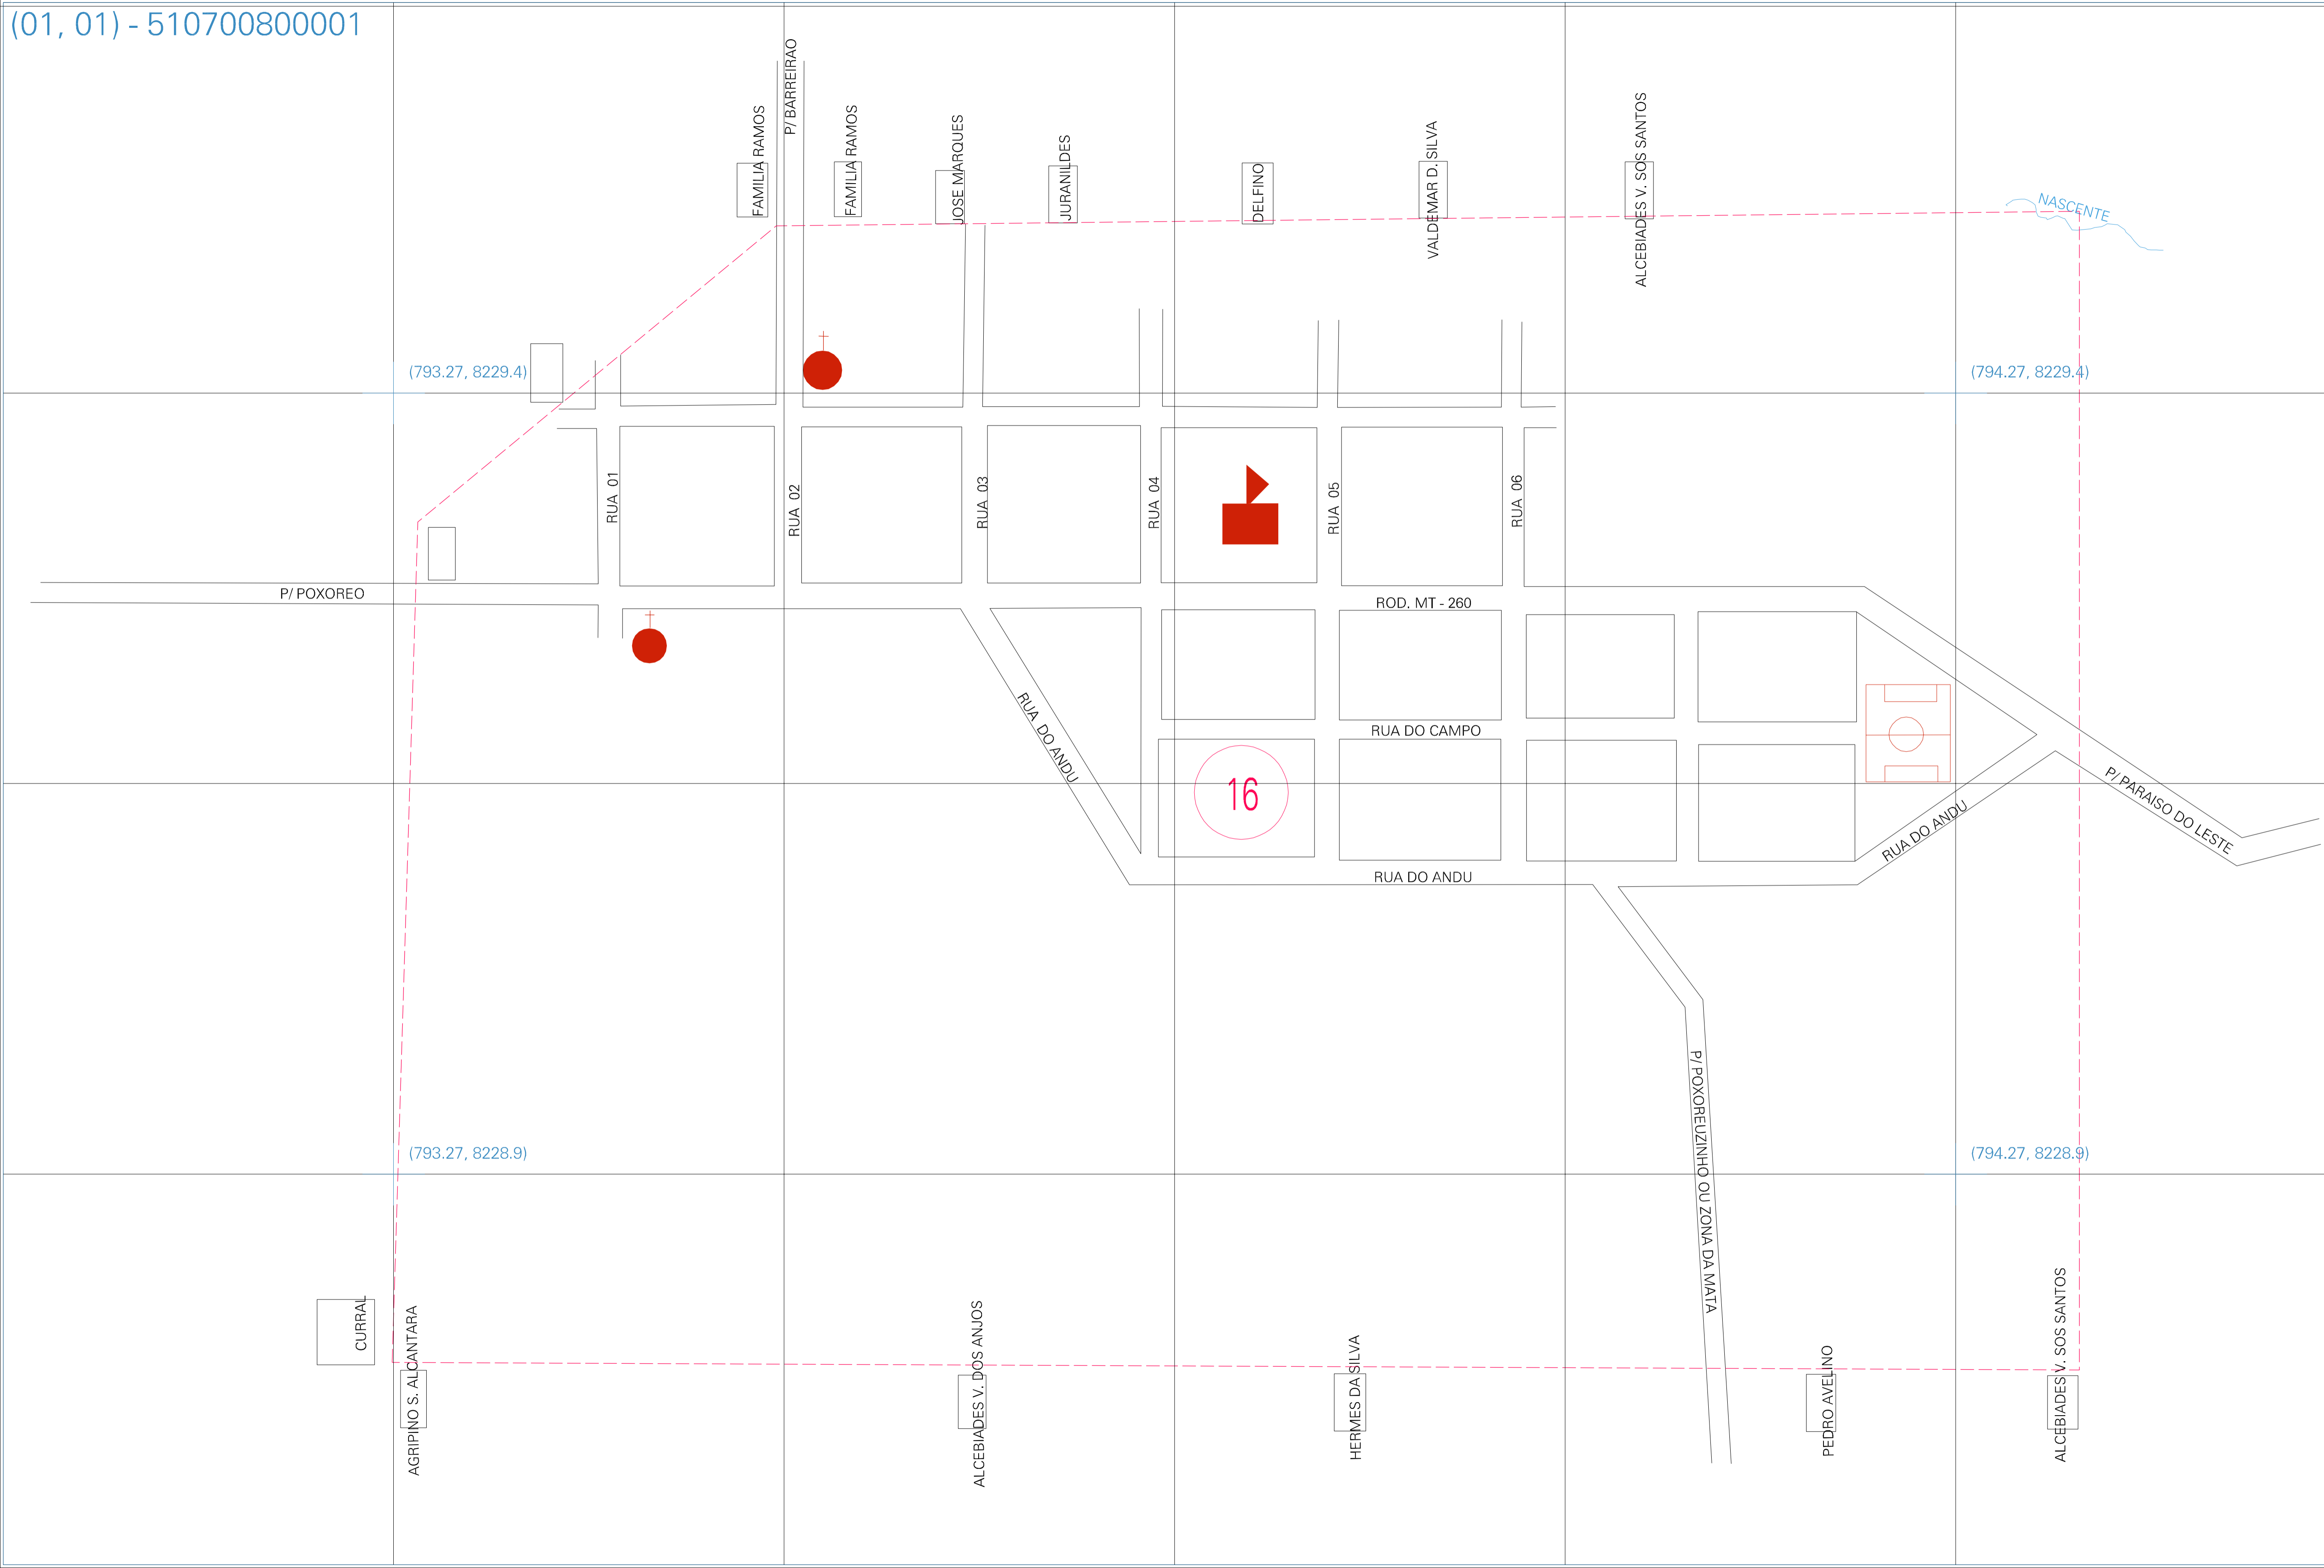 (01, 01) - 510700800001
P/ BARREIRAO
FAMILIA RAMOS
FAMILIA RAMOS
JOSE MARQUES
JURANILDES
DELFINO
VALDEMAR D. SILVA
ALCEBIADES V. SOS SANTOS
NASCENTE
(793.27, 8229.4)
(794.27, 8229.4)
RUA 01
RUA 02
RUA 03
RUA 04
RUA 05
RUA 06
P/ POXOREO
ROD. MT - 260
RUA DO ANDU
RUA DO CAMPO
16
P/ PARAISO DO LESTE
RUA DO ANDU
RUA DO ANDU
P/ POXOREUZINHO OU ZONA DA MATA
(793.27, 8228.9)
(794.27, 8228.9)
CURRAL
AGRIPINO S. ALCANTARA
ALCEBIADES V. DOS ANJOS
HERMES DA SILVA
PEDRO AVELINO
ALCEBIADES V. SOS SANTOS